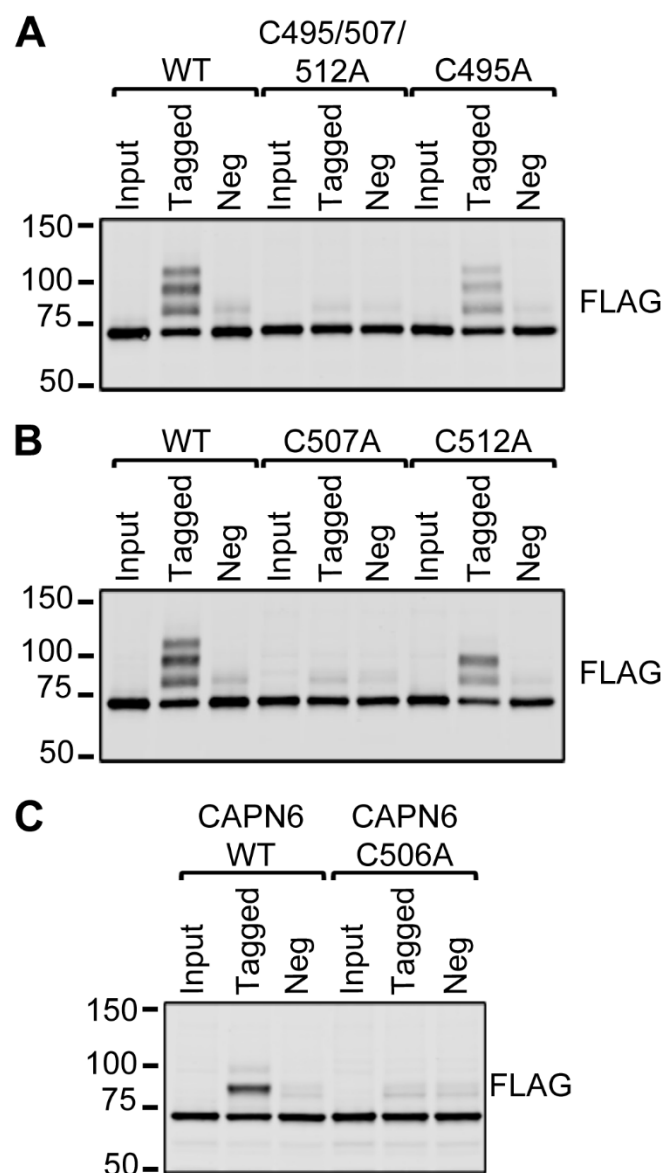 A
C495/507/
WT 512A C495A
Input Tagged Neg Input Tagged Neg Input Tagged Neg
150
100
75
50
FLAG
B
WT C507A C512A
Input Tagged Neg Input Tagged Neg Input Tagged Neg
150
100
75
50
FLAG
C
CAPN6 CAPN6
WT C506A
Input Tagged Neg Input Tagged Neg
150
100
75
50
FLAG